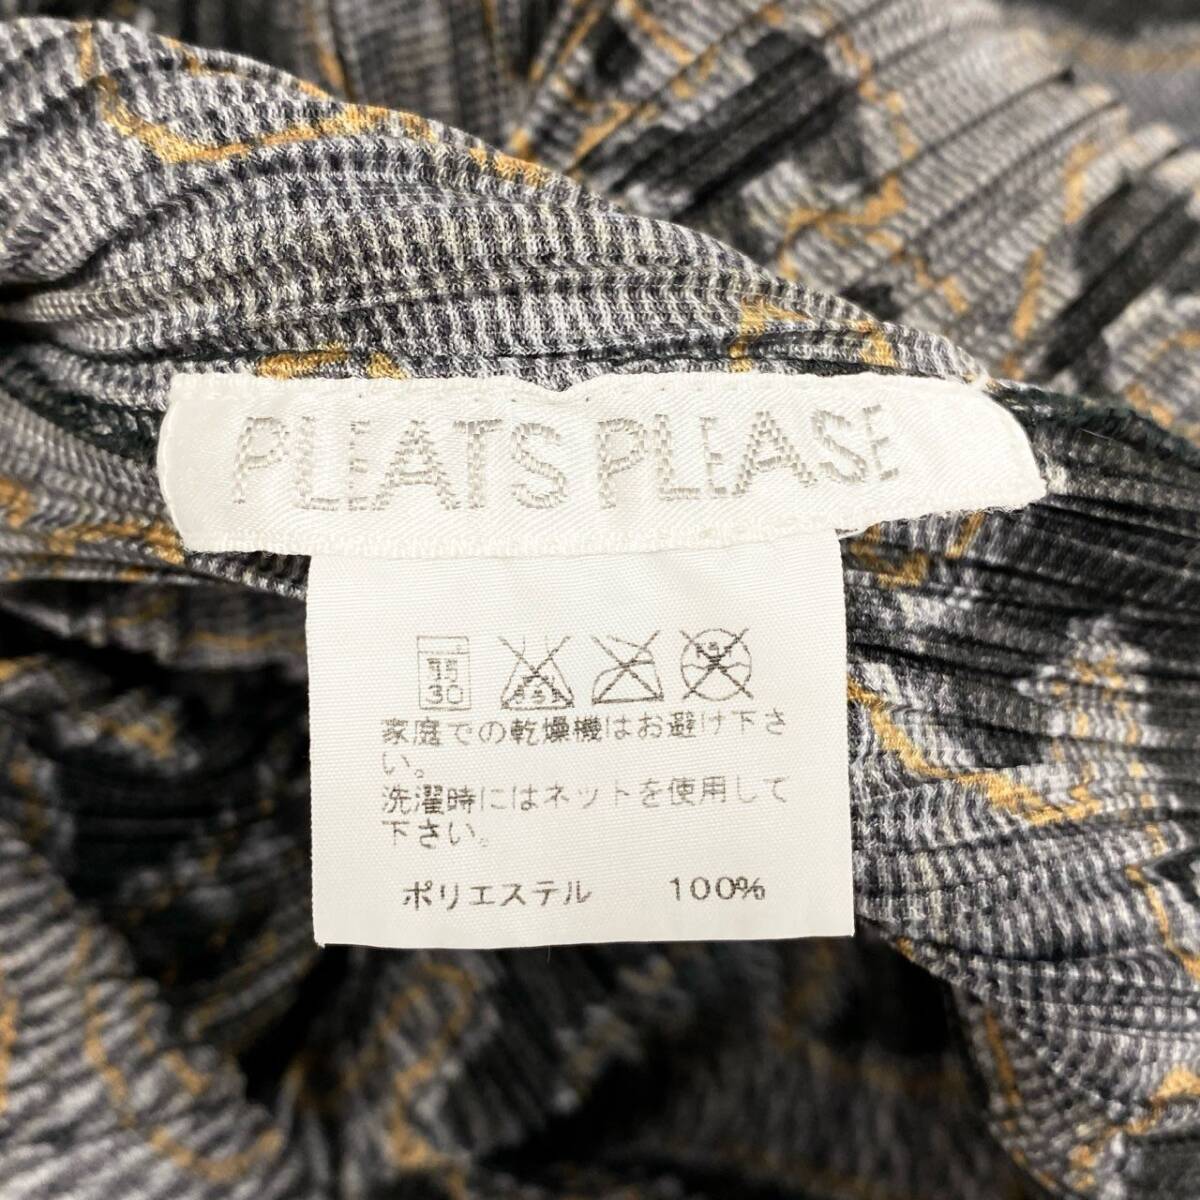 PLEATS PLEASE
30
家庭での乾燥機はお避け下さ
い。
洗濯時にはネットを使用して
下さい。
ポリエステル 100%